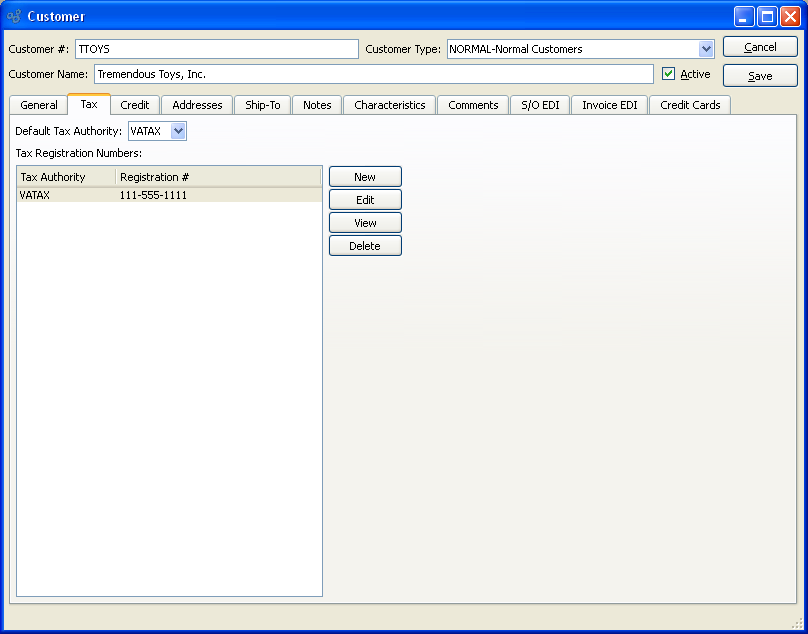 Customer
Customer #: TTOYS Customer Type: NORMAL-Normal Customers Cancel
Customer Name: Tremendous Toys, Inc. Active Save
General Tax Credit Addresses Ship-To Notes Characteristics Comments S/O EDI Invoice EDI Credit Cards
Default Tax Authority: VATAX
Tax Registration Numbers:
Tax Authority Registration # New
VATAX 111-555-1111 Edit
View
Delete